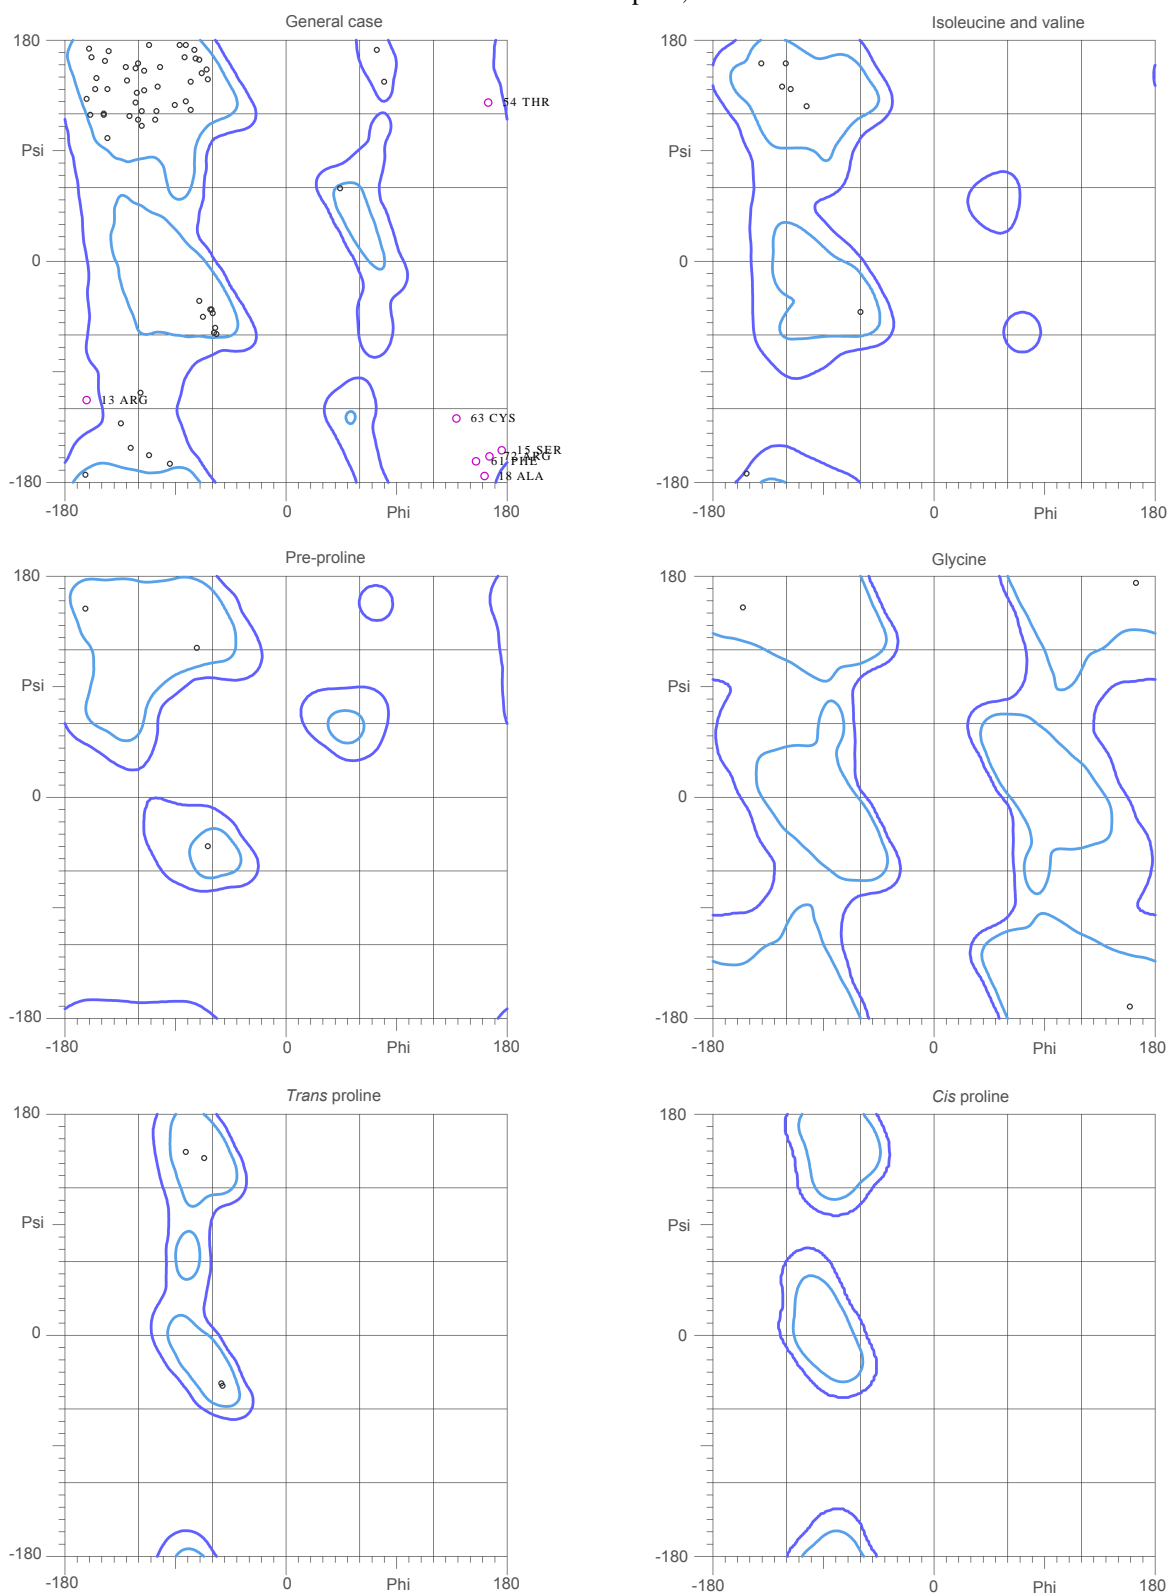 General case
180
Psi
0
-180
-180
0
Phi
180
54 THR
13 ARG
63 CYS
15 SER
72 ARG
61 PHE
18 ALA
Isoleucine and valine
180
Psi
0
-180
-180
0
Phi
180
Pre-proline
180
Psi
0
-180
-180
0
Phi
180
Glycine
180
Psi
0
-180
-180
0
Phi
180
Trans proline
180
Psi
0
-180
-180
0
Phi
180
Cis proline
180
Psi
0
-180
-180
0
Phi
180